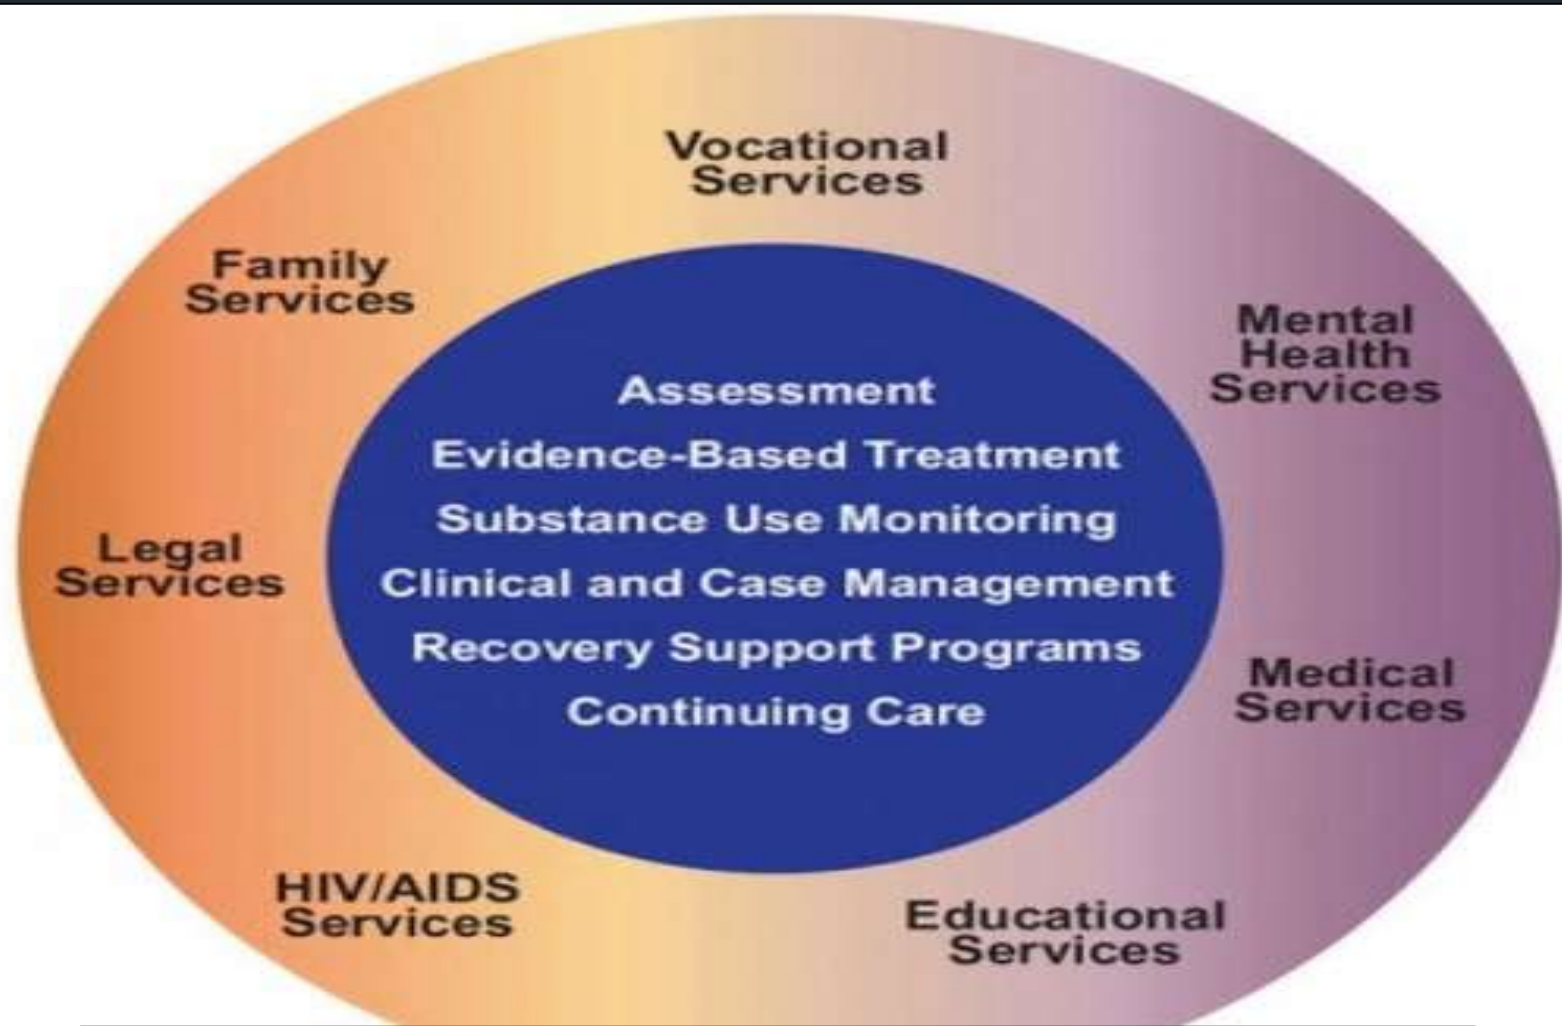 Vocational
Services
Family
Services
Mental
Health
Services
Assessment
Evidence-Based Treatment
Substance Use Monitoring
Clinical and Case Management
Recovery Support Programs
Continuing Care
Legal
Services
Medical
Services
HIV/AIDS
Services
Educational
Services